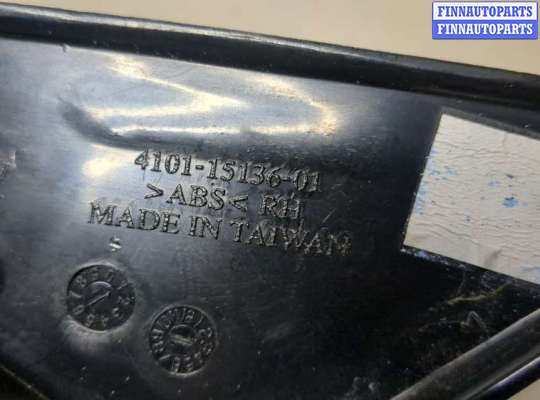 FINNAUTOPARTS
FINNAUTOPARTS
4101-15136-01
>ABS< RH
MADE IN TAIWAN